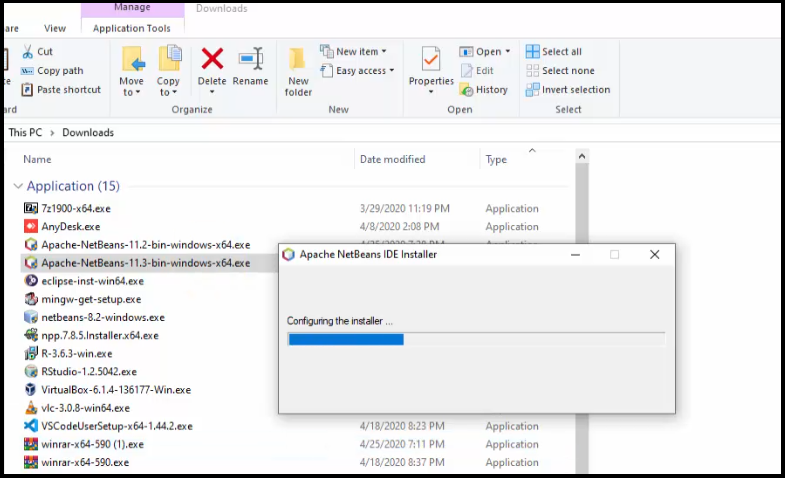 Manage
Downloads
View
Application Tools
Cut
Copy path
Paste shortcut
Move to
Copy to
Delete
Rename
Organize
New folder
New item
Easy access
New
Properties
Open
Edit
History
Open
Select all
Select none
Invert selection
Select
This PC > Downloads
Name Date modified Type
Application (15)
7z1900-x64.exe 3/29/2020 11:19 PM Application
AnyDesk.exe 4/8/2020 2:08 PM Application
Apache-NetBeans-11.2-bin-windows-x64.exe Application
Apache-NetBeans-11.3-bin-windows-x64.exe
eclipse-inst-win64.exe
mingw-get-setup.exe
netbeans-8.2-windows.exe
npp.7.8.5.Installer.x64.exe
R-3.6.3-win.exe
RStudio-1.2.5042.exe
VirtualBox-6.1.4-136177-Win.exe
vlc-3.0.8-win64.exe
VSCodeUserSetup-x64-1.44.2.exe 4/18/2020 8:23 PM Application
winrar-x64-590 (1).exe 4/25/2020 7:11 PM Application
winrar-x64-590.exe 4/18/2020 8:37 PM Application
Apache NetBeans IDE Installer
Configuring the installer ...